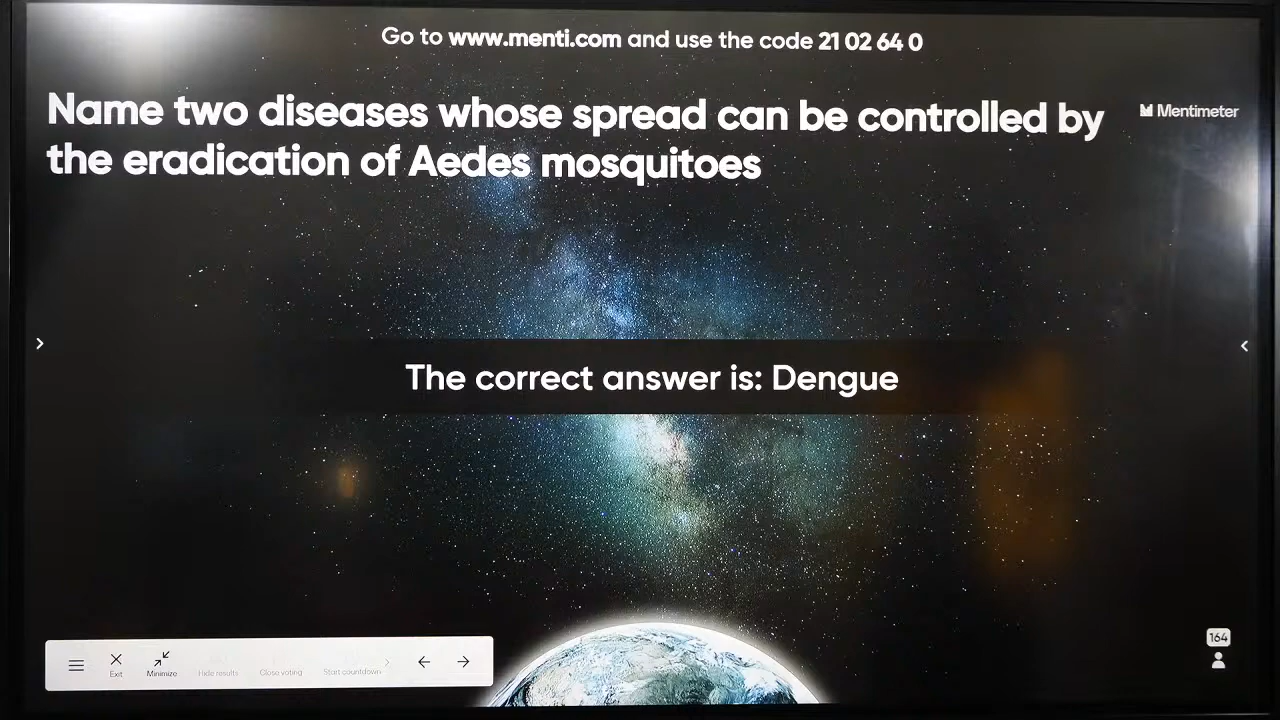 Go to www.menti.com and use the code 21 02 64 0
Name two diseases whose spread can be controlled by
the eradication of Aedes mosquitoes
Mentimeter
The correct answer is: Dengue
164
Exit
Minimize
Hide results
Close voting
Start countdown